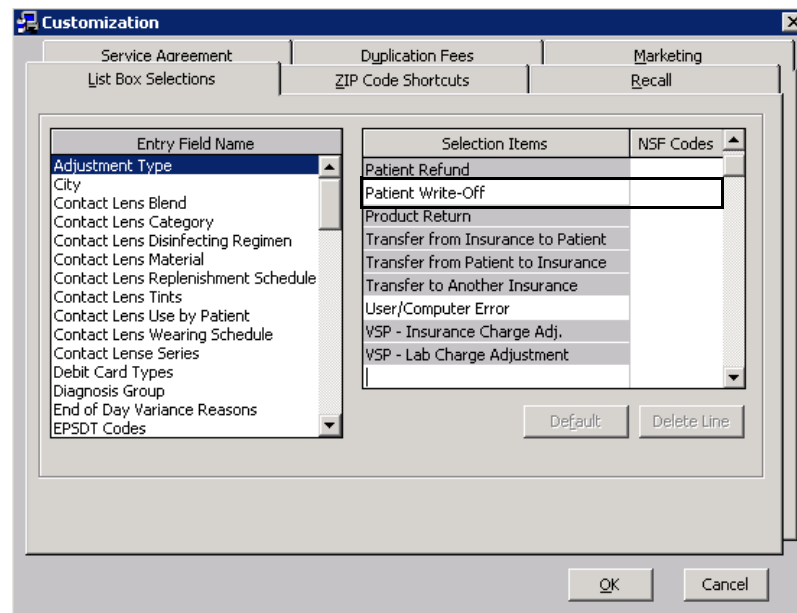 Customization
Service Agreement
Duplication Fees
Marketing
List Box Selections
ZIP Code Shortcuts
Recall
Entry Field Name
Adjustment Type
City
Contact Lens Blend
Contact Lens Category
Contact Lens Disinfecting Regimen
Contact Lens Material
Contact Lens Replenishment Schedule
Contact Lens Tints
Contact Lens Use by Patient
Contact Lens Wearing Schedule
Contact Lense Series
Debit Card Types
Diagnosis Group
End of Day Variance Reasons
EPSDT Codes
Selection Items
NSF Codes
Patient Refund
Patient Write-Off
Product Return
Transfer from Insurance to Patient
Transfer from Patient to Insurance
Transfer to Another Insurance
User/Computer Error
VSP - Insurance Charge Adj.
VSP - Lab Charge Adjustment
Default
Delete Line
OK
Cancel